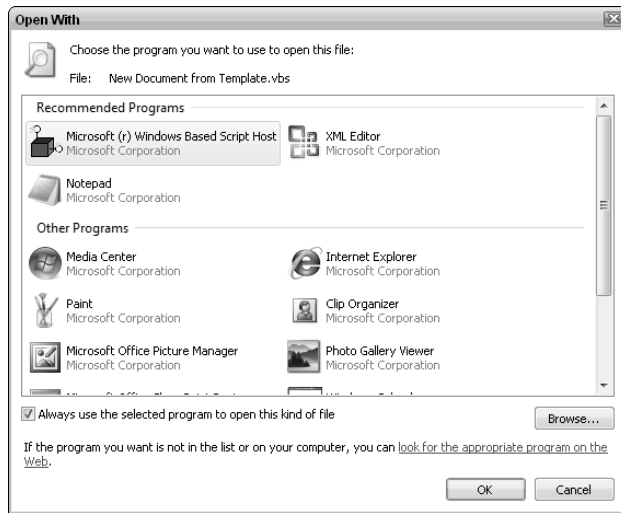 Open With
Choose the program you want to use to open this file:
File: New Document from Template.vbs
Recommended Programs
Microsoft (r) Windows Based Script Host
Microsoft Corporation
XML Editor
Microsoft Corporation
Notepad
Microsoft Corporation
Other Programs
Media Center
Microsoft Corporation
Internet Explorer
Microsoft Corporation
Paint
Microsoft Corporation
Clip Organizer
Microsoft Corporation
Microsoft Office Picture Manager
Microsoft Corporation
Photo Gallery Viewer
Microsoft Corporation
Always use the selected program to open this kind of file
Browse...
If the program you want is not in the list or on your computer, you can look for the appropriate program on the
Web.
OK
Cancel